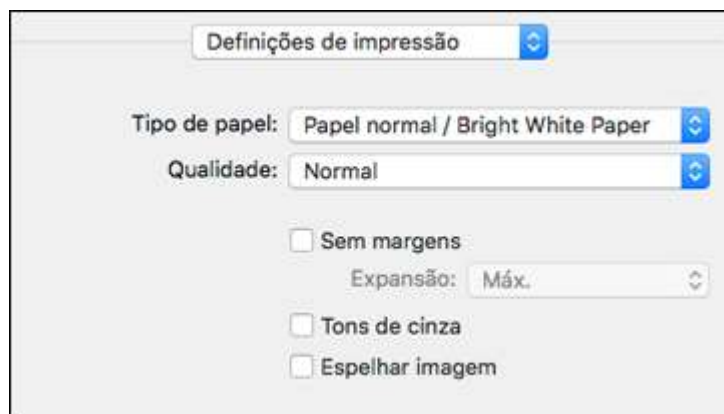 Definições de impressão
Tipo de papel: Papel normal / Bright White Paper
Qualidade: Normal
Sem margens
Expansão: Máx.
Tons de cinza
Espelhar imagem